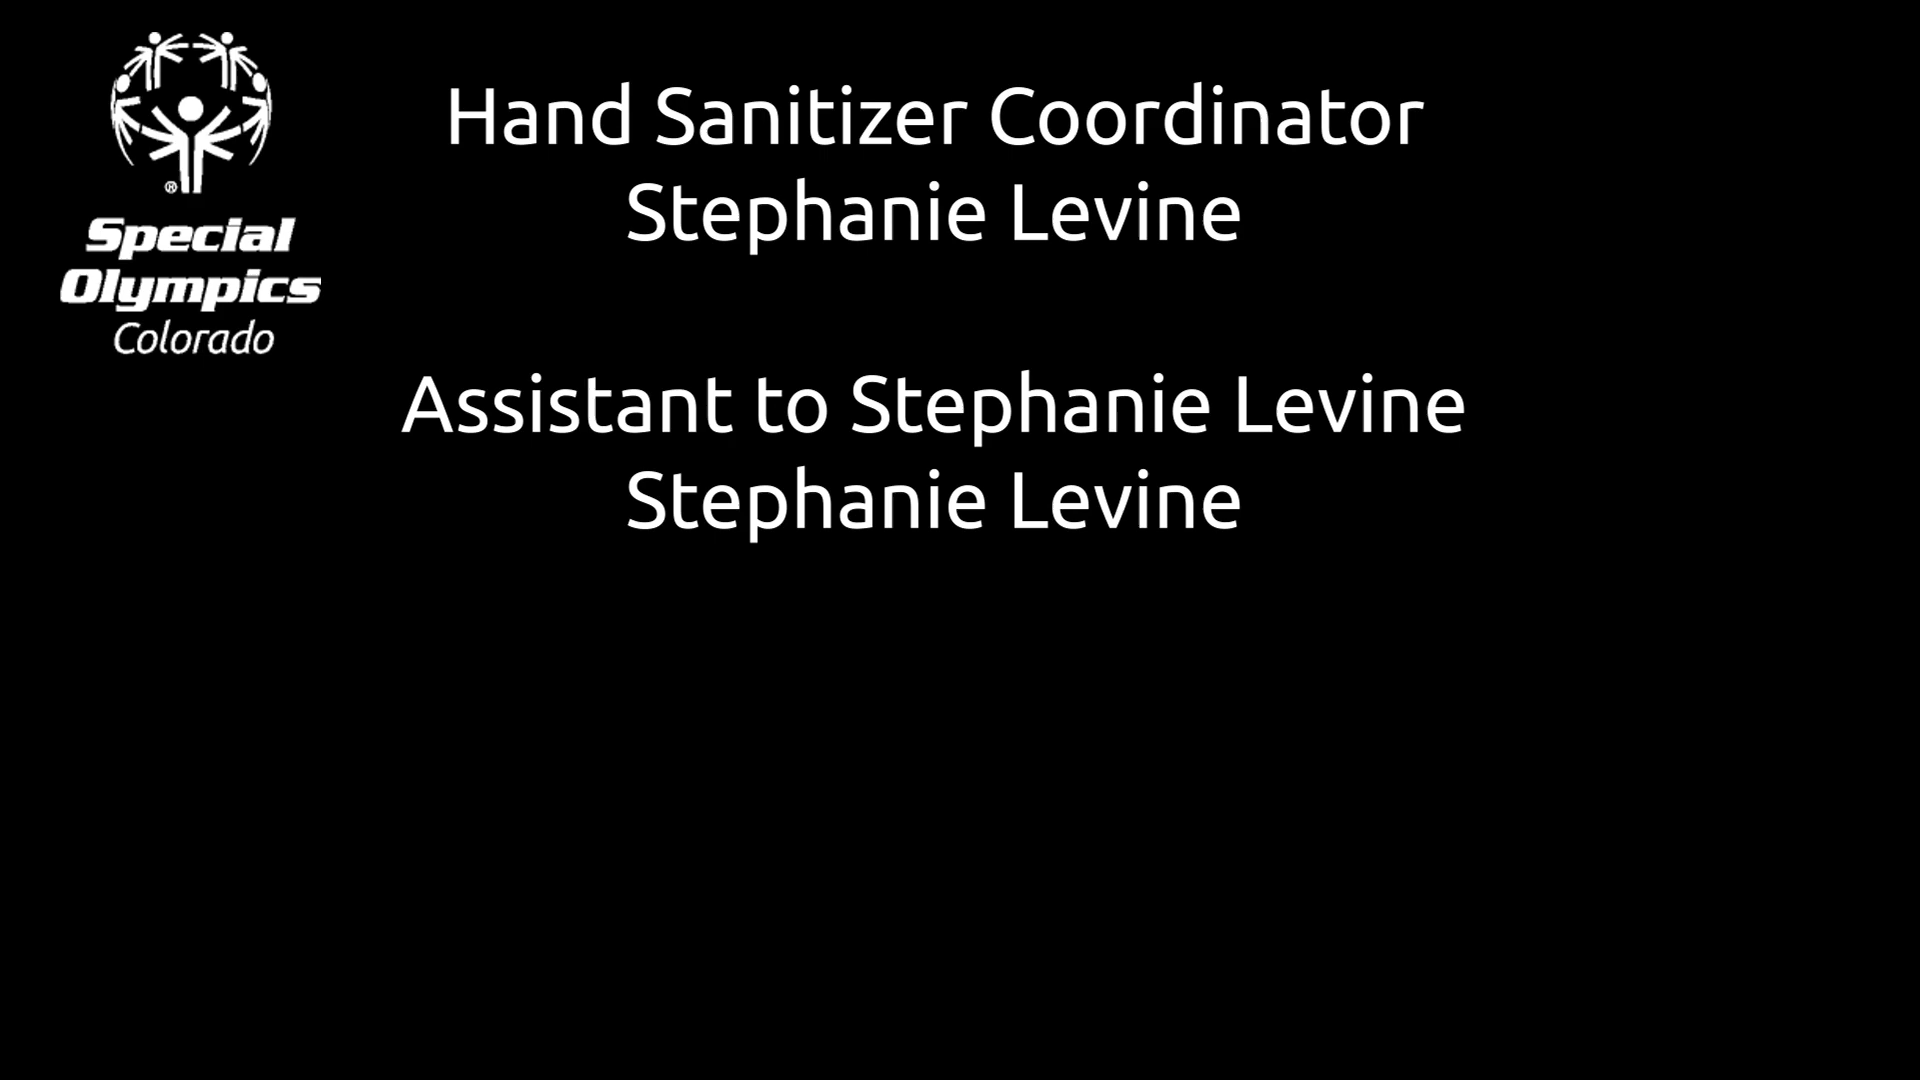 ®
Special
Olympics
Colorado
Hand Sanitizer Coordinator
Stephanie Levine
Assistant to Stephanie Levine
Stephanie Levine